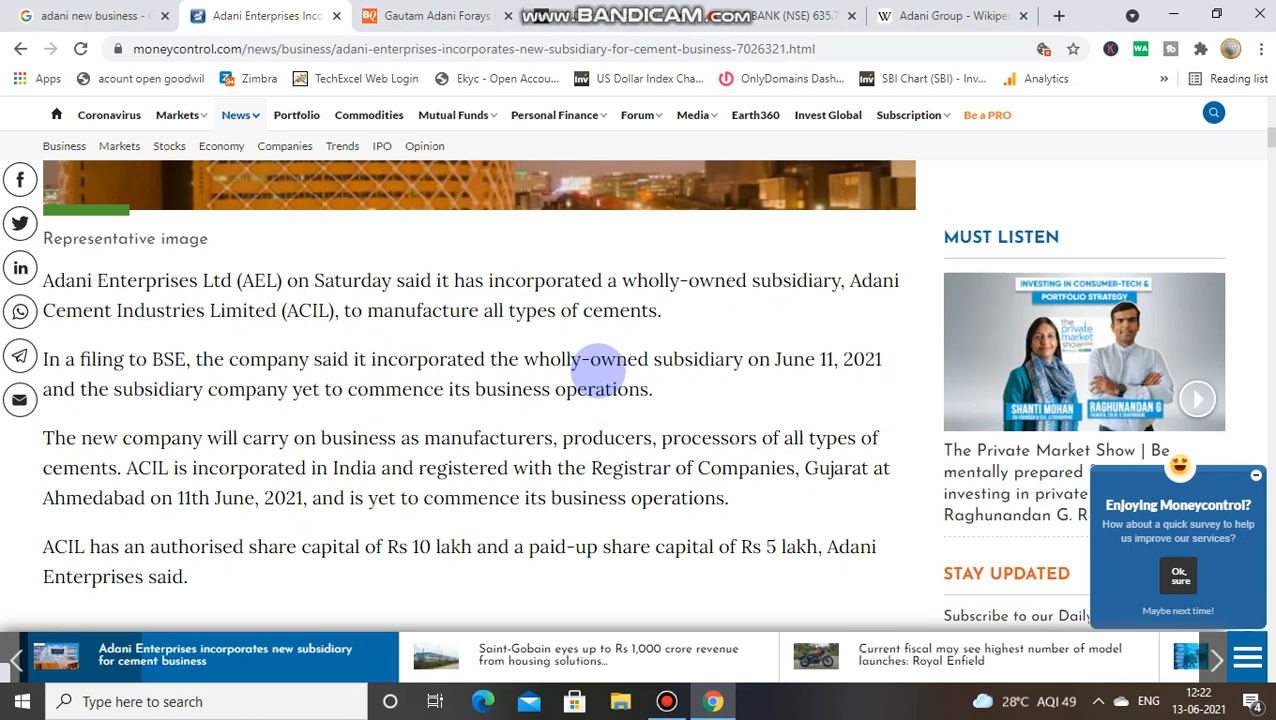 adani new business - G
Adani Enterprises Inco
Gautam Adani Forays
www.BANDICAM.com
BANK (NSE) 635.7
Adani Group - Wikipe
moneycontrol.com/news/business/adani-enterprises-incorporates-new-subsidiary-for-cement-business-7026321.html
Apps
acount open goodwil
Zimbra
TechExcel Web Login
Ekyc - Open Accou...
US Dollar Index Cha...
OnlyDomains Dash...
SBI Chart (SBI) - Inv...
Analytics
Reading list
Coronavirus Markets News Portfolio Commodities Mutual Funds Personal Finance Forum Media Earth360 Invest Global Subscription Be a PRO
Business Markets Stocks Economy Companies Trends IPO Opinion
Representative image
Adani Enterprises Ltd (AEL) on Saturday said it has incorporated a wholly-owned subsidiary, Adani
Cement Industries Limited (ACIL), to manufacture all types of cements.
In a filing to BSE, the company said it incorporated the wholly-owned subsidiary on June 11, 2021
and the subsidiary company yet to commence its business operations.
The new company will carry on business as manufacturers, producers, processors of all types of
cements. ACIL is incorporated in India and registered with the Registrar of Companies, Gujarat at
Ahmedabad on 11th June, 2021, and is yet to commence its business operations.
ACIL has an authorised share capital of Rs 10 lakh and a paid-up share capital of Rs 5 lakh, Adani
Enterprises said.
MUST LISTEN
INVESTING IN CONSUMER-TECH &
PORTFOLIO STRATEGY
the
private
market
show
SHANTI MOHAN
RAGHUNANDAN G
The Private Market Show | Be
mentally prepared
investing in private
Raghunandan G. R
STAY UPDATED
Subscribe to our Daily
Enjoying Moneycontrol?
How about a quick survey to help
us improve our services?
Ok,
sure
Maybe next time!
Adani Enterprises incorporates new subsidiary
for cement business
Saint-Gobain eyes up to Rs 1,000 crore revenue
from housing solutions...
Current fiscal may see highest number of model
launches: Royal Enfield
Type here to search
28°C AQI 49
ENG
12:22
13-06-2021
4